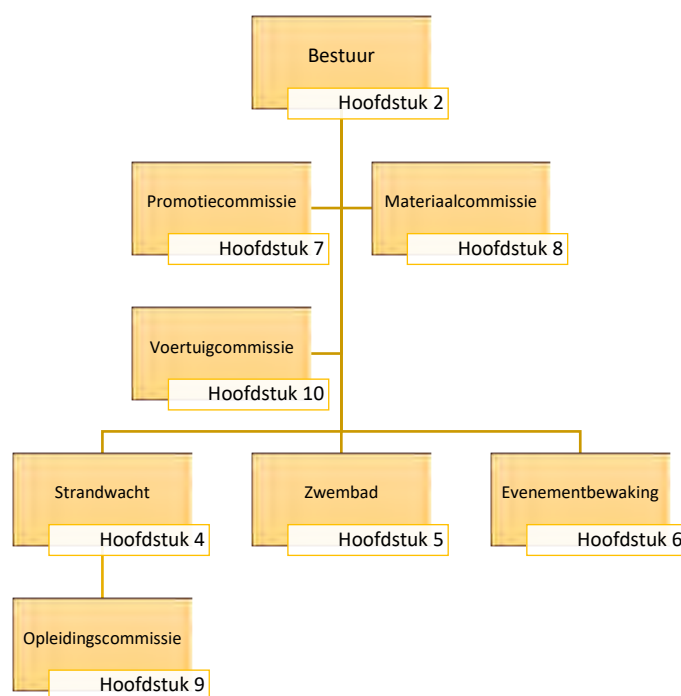 Bestuur
Hoofdstuk 2
Promotiecommissie
Hoofdstuk 7
Materiaalcommissie
Hoofdstuk 8
Voertuigcommissie
Hoofdstuk 10
Strandwacht
Hoofdstuk 4
Zwembad
Hoofdstuk 5
Evenementbewaking
Hoofdstuk 6
Opleidingscommissie
Hoofdstuk 9